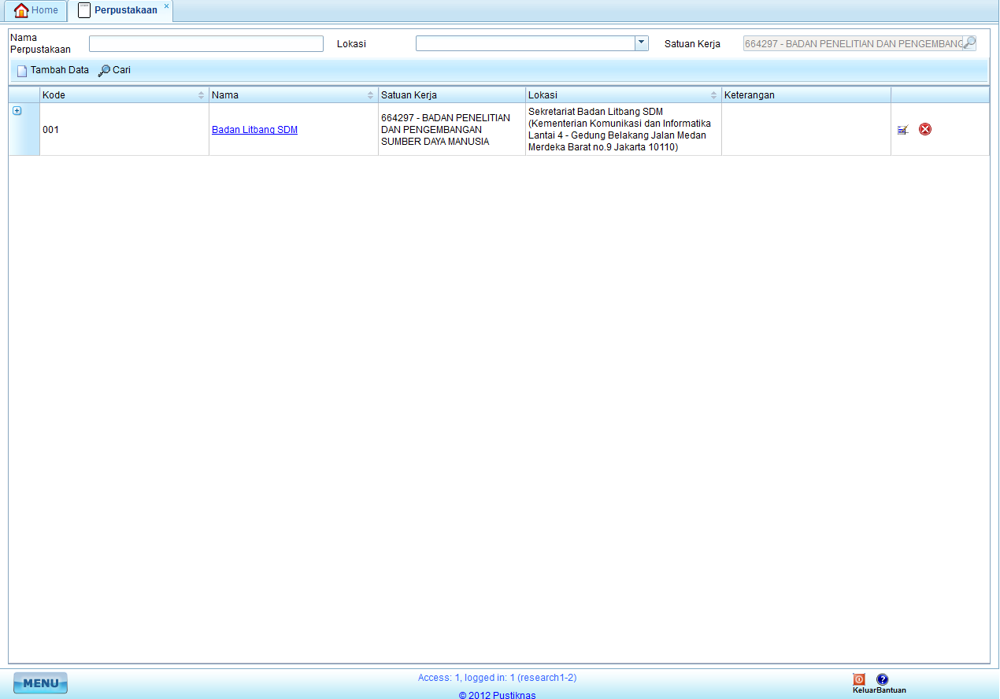 Home
Perpustakaan
Nama
Perpustakaan
Lokasi
Satuan Kerja
664297 - BADAN PENELITIAN DAN PENGEMBANG
Tambah Data
Cari
Kode
Nama
Satuan Kerja
Lokasi
Keterangan
001
Badan Litbang SDM
664297 - BADAN PENELITIAN
DAN PENGEMBANGAN
SUMBER DAYA MANUSIA
Sekretariat Badan Litbang SDM
(Kementerian Komunikasi dan Informatika
Lantai 4 - Gedung Belakang Jalan Medan
Merdeka Barat no.9 Jakarta 10110)
MENU
Access: 1, logged in: 1 (research1-2)
© 2012 Pustiknas
Keluar
Bantuan